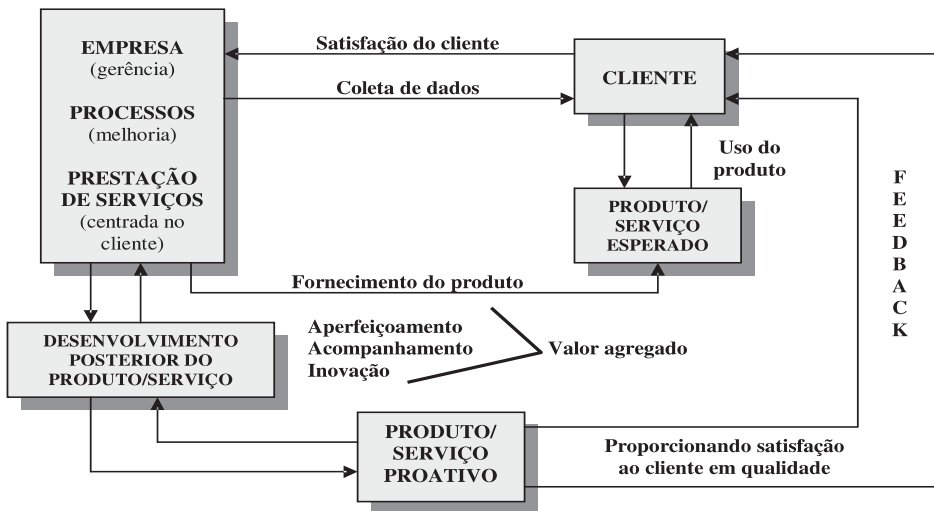 EMPRESA
(gerência)
PROCESSOS
(melhoria)
PRESTAÇÃO
DE SERVIÇOS
(centrada no
cliente)
Satisfação do cliente
Coleta de dados
CLIENTE
Uso do
produto
PRODUTO/
SERVIÇO
ESPERADO
Fornecimento do produto
DESENVOLVIMENTO
POSTERIOR DO
PRODUTO/SERVIÇO
Aperfeiçoamento
Acompanhamento
Inovação
Valor agregado
PRODUTO/
SERVIÇO
PROATIVO
Proporcionando satisfação
ao cliente em qualidade
F
E
E
D
B
A
C
K